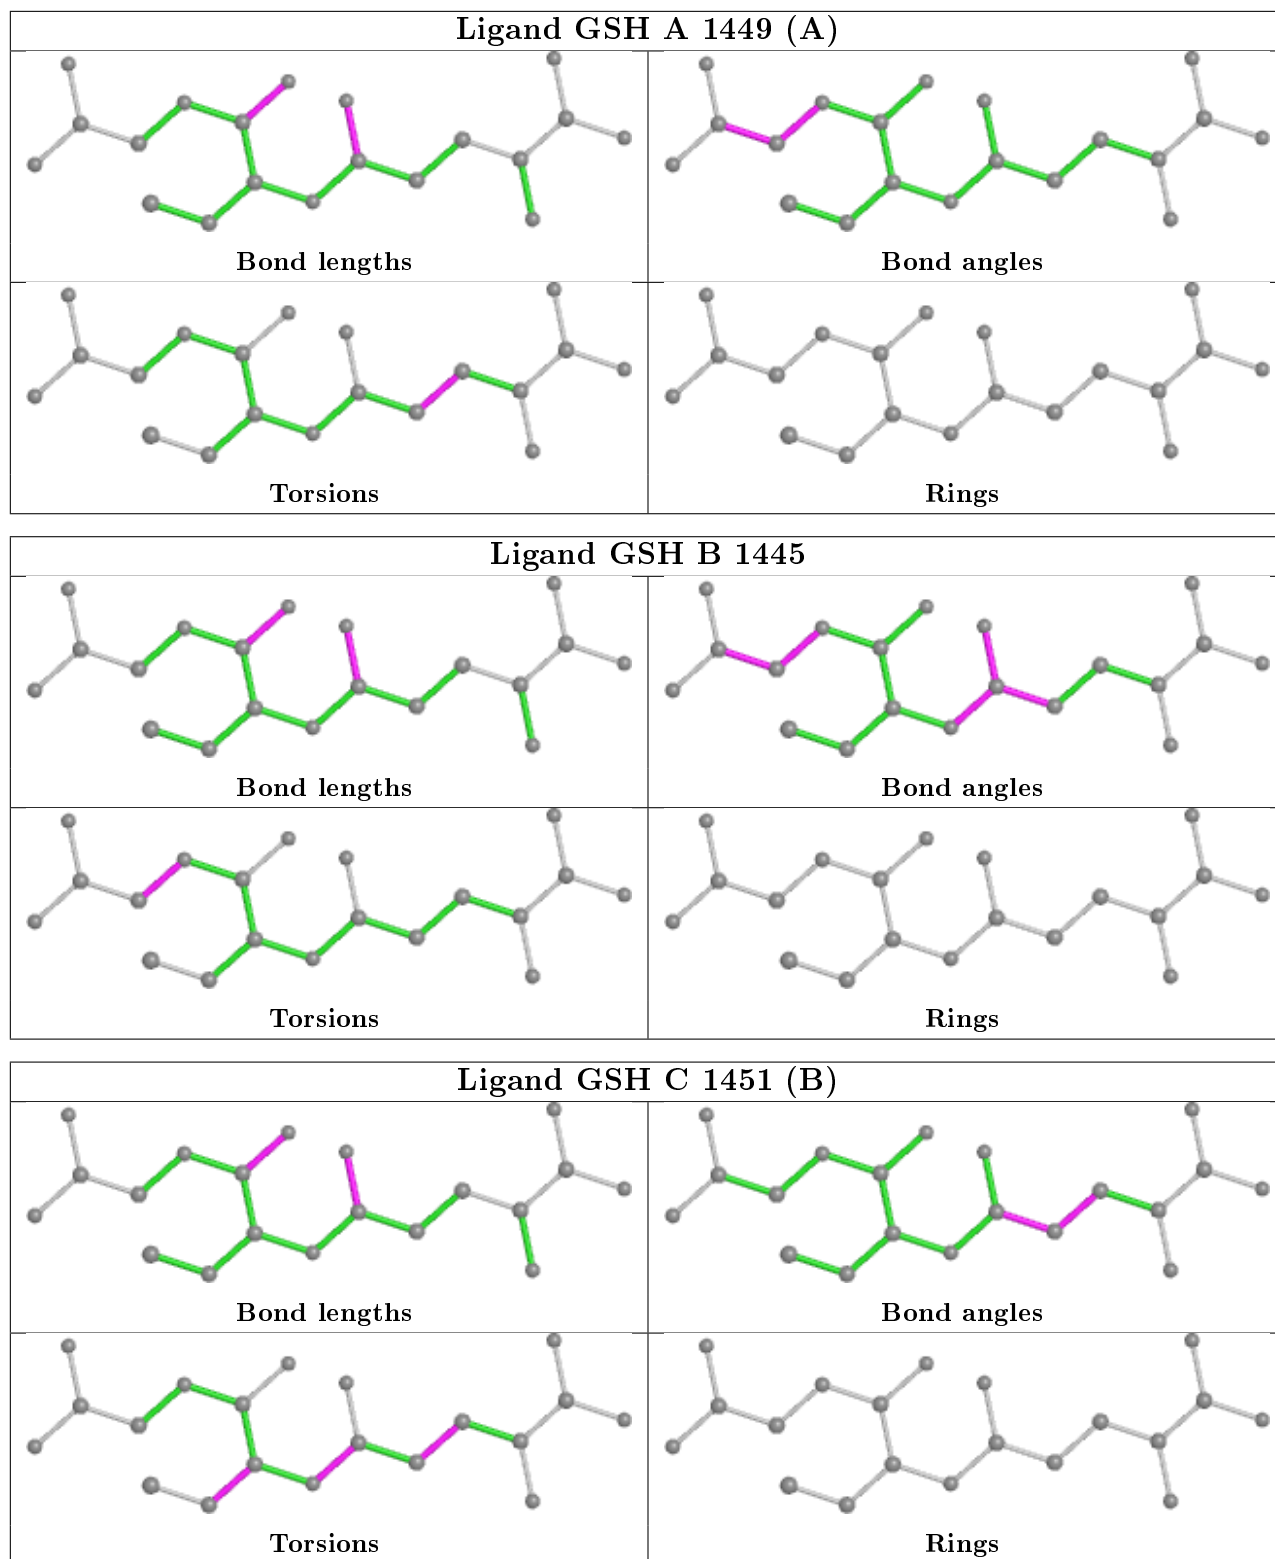 Ligand GSH A 1449 (A)
Bond lengths
Bond angles
Torsions
Rings
Ligand GSH B 1445
Bond lengths
Bond angles
Torsions
Rings
Ligand GSH C 1451 (B)
Bond lengths
Bond angles
Torsions
Rings